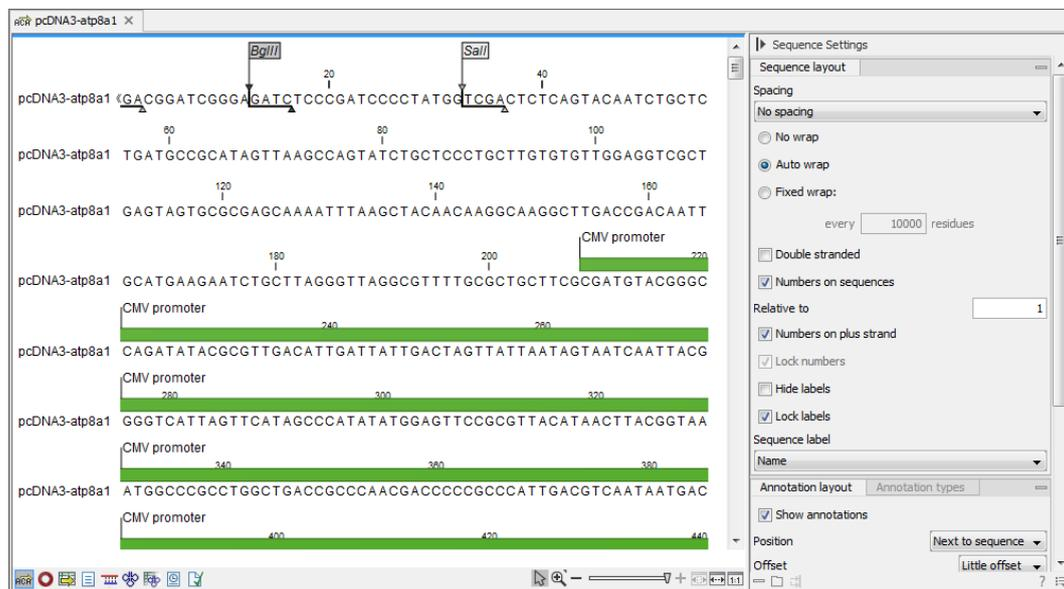 pcDNA3-atp8a1
BglII SalI
20 40
pcDNA3-atp8a1 GACGGATCGGGAGATCTCCCGATCCCCTATGGTCGACTCTCAGTACAATCTGCTC
60 80 100
pcDNA3-atp8a1 TGATGCCGCATAGTTAAGCCAGTATCTGCTCCCTGCTTGTGTGTTGGAGGTCGCT
120 140 160
pcDNA3-atp8a1 GAGTAGTGCGCGAGCAAAATTTAAGCTACAACAAGGCAAGGCTTGACCGACAATT
CMV promoter
180 200 220
pcDNA3-atp8a1 GCATGAAGAATCTGCTTAGGGTTAGGCGTTTTGCGCTGCTTCGCGATGTACGGGC
CMV promoter
240 260
pcDNA3-atp8a1 CAGATATACGCGTTGACATTGATTATTGACTAGTTATTAATAGTAATCAATTACG
CMV promoter
280 300 320
pcDNA3-atp8a1 GGGTCATTAGTTCATAGCCCATATATGGAGTTCCGCGTTACATAACTTACGGTAA
CMV promoter
340 360 380
pcDNA3-atp8a1 ATGGCCCGCCTGGCTGACCGCCCAACGACCCCCGCCCATTGACGTCAATAATGAC
CMV promoter
400 420 440
Sequence Settings
Sequence layout
Spacing
No spacing
No wrap
Auto wrap
Fixed wrap:
every 10000 residues
Double stranded
Numbers on sequences
Relative to 1
Numbers on plus strand
Lock numbers
Hide labels
Lock labels
Sequence label
Name
Annotation layout Annotation types
Show annotations
Position Next to sequence
Offset Little offset
1:1
?